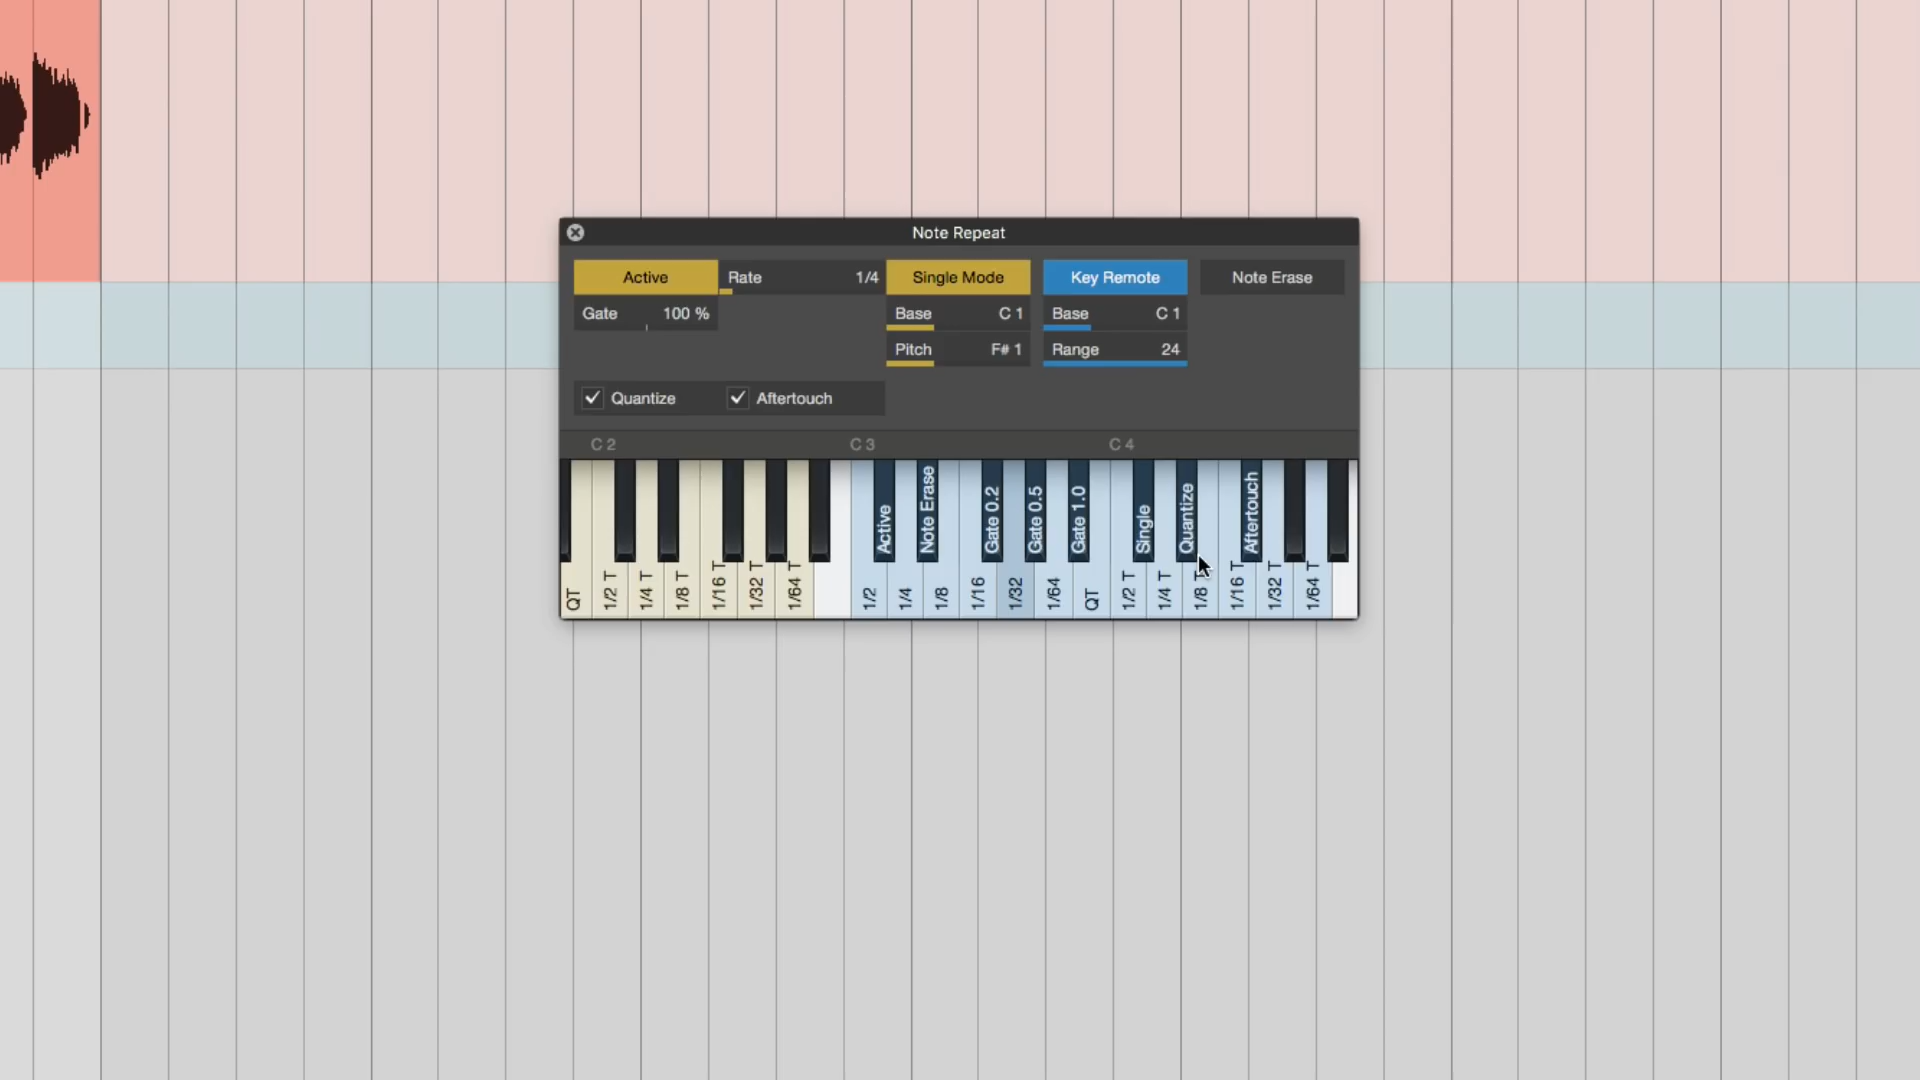 Note Repeat
Active Rate 1/4 Single Mode Key Remote Note Erase
Gate 100 % Base C 1 Base C 1
Pitch F# 1 Range 24
Quantize Aftertouch
C 2 C 3 C 4
Active Note Erase Gate 0.2 Gate 0.5 Gate 1.0 Single Quantize Aftertouch
QT 1/2 T 1/4 T 1/8 T 1/16 T 1/32 T 1/64 T 1/2 1/4 1/8 1/16 1/32 1/64 QT 1/2 T 1/4 T 1/8 T 1/16 T 1/32 T 1/64 T